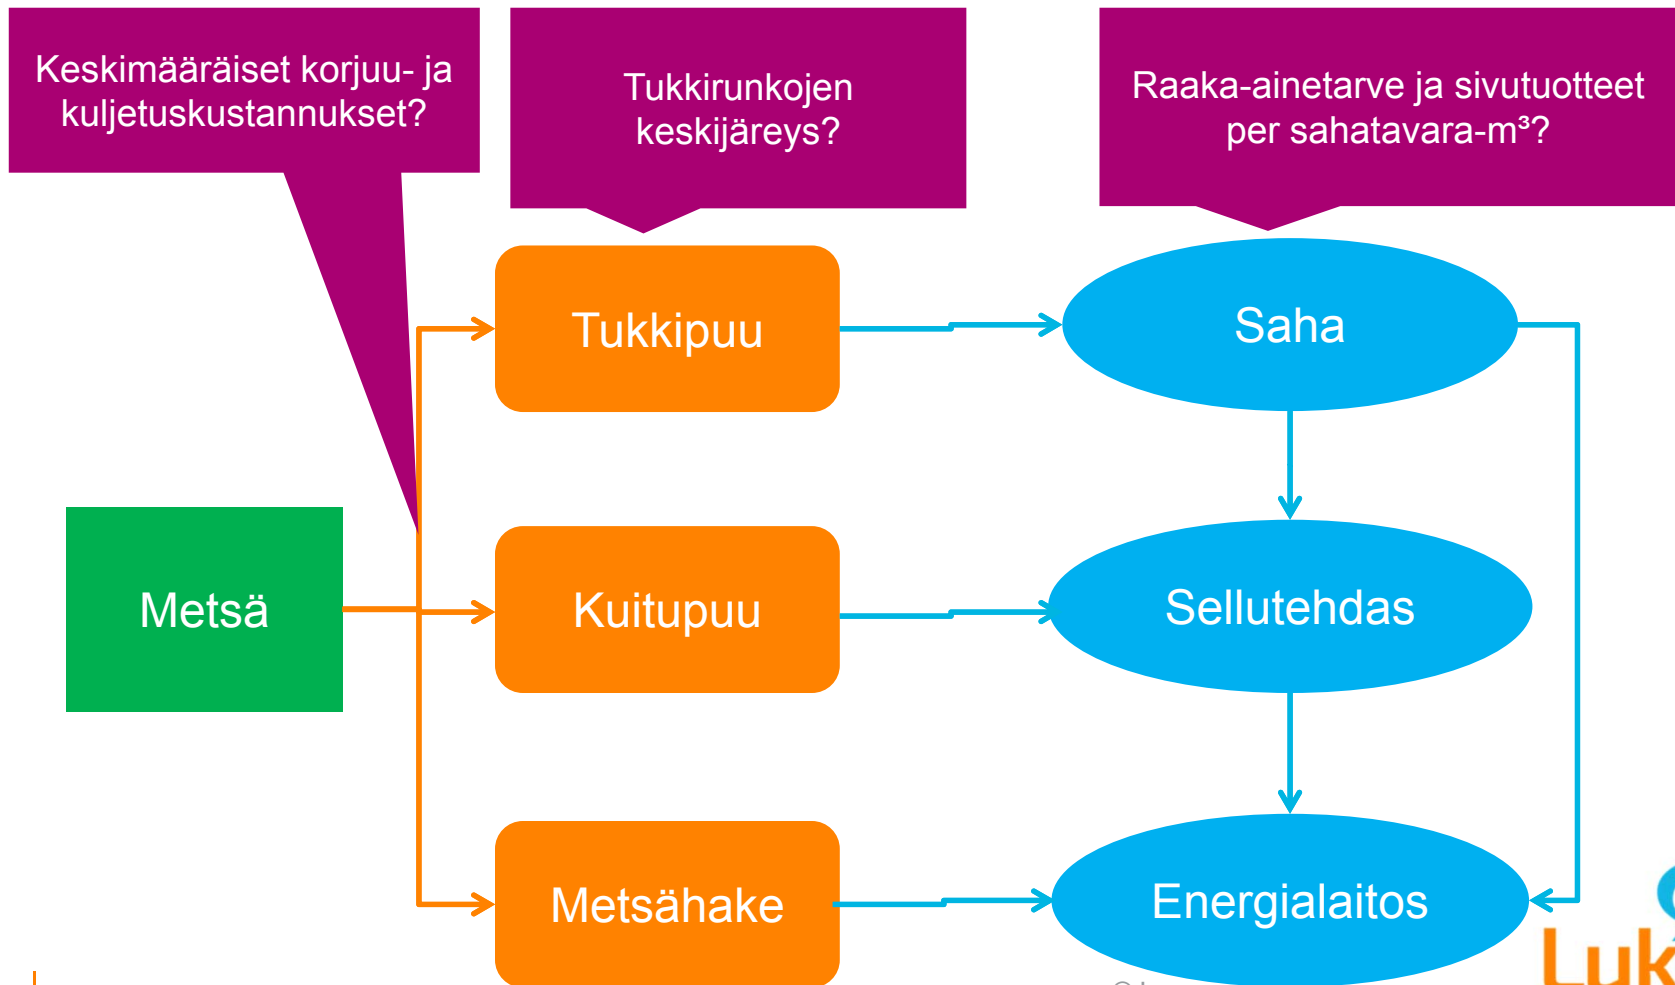 Keskimääräiset korjuu- ja
kuljetuskustannukset?
Tukkirunkojen
keskijäreys?
Raaka-ainetarve ja sivutuotteet
per sahatavara-m³?
Tukkipuu
Saha
Metsä
Kuitupuu
Sellutehdas
Metsähake
Energialaitos
Luk